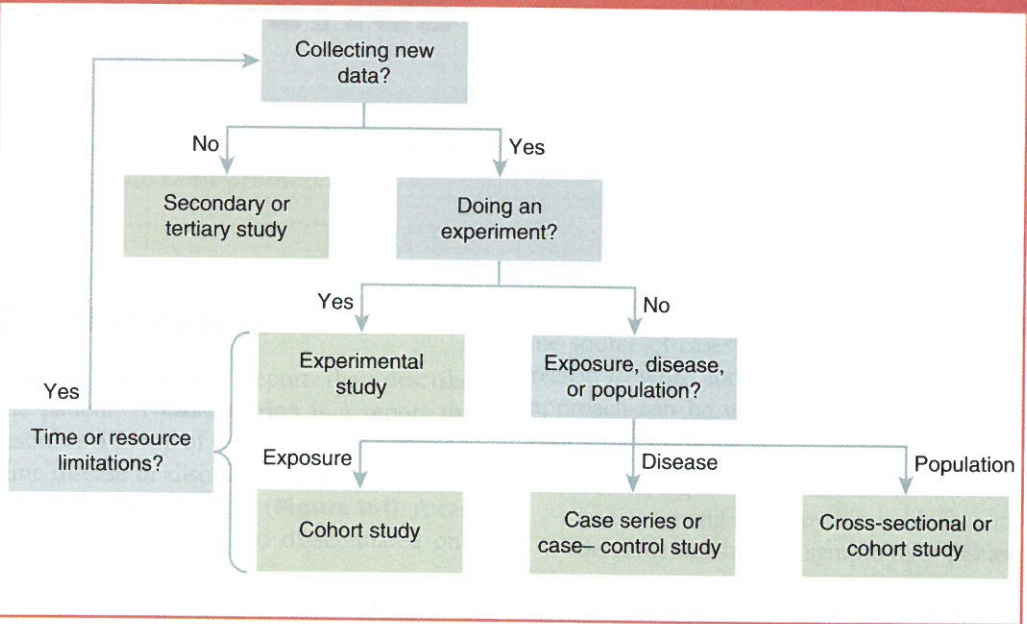 Collecting new
data?
No
Yes
Secondary or
tertiary study
Doing an
experiment?
Yes
No
Experimental
study
Exposure, disease,
or population?
Yes
Time or resource
limitations?
Exposure
Disease
Population
Cohort study
Case series or
case– control study
Cross-sectional or
cohort study